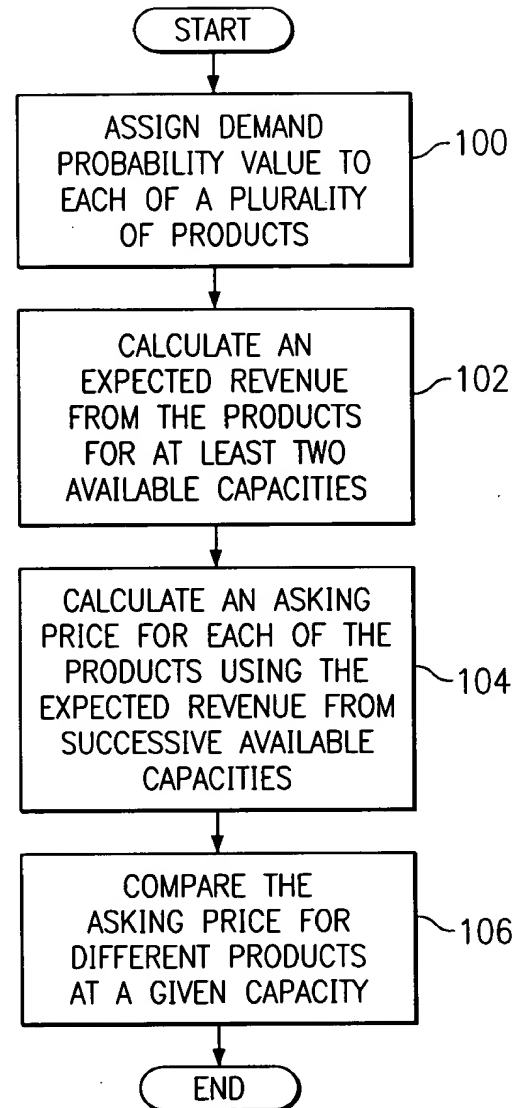 START
ASSIGN DEMAND
PROBABILITY VALUE TO
EACH OF A PLURALITY
OF PRODUCTS
100
CALCULATE AN
EXPECTED REVENUE
FROM THE PRODUCTS
FOR AT LEAST TWO
AVAILABLE CAPACITIES
102
CALCULATE AN ASKING
PRICE FOR EACH OF THE
PRODUCTS USING THE
EXPECTED REVENUE FROM
SUCCESSIVE AVAILABLE
CAPACITIES
104
COMPARE THE
ASKING PRICE FOR
DIFFERENT PRODUCTS
AT A GIVEN CAPACITY
106
END